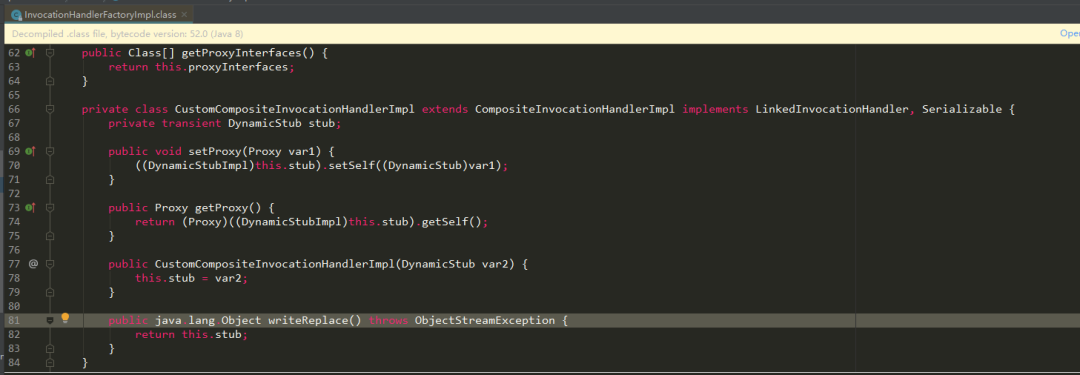 InvocationHandlerFactoryImpl.class ×
Decompiled .class file, bytecode version: 52.0 (Java 8) Open
62 public Class[] getProxyInterfaces() {
63 return this.proxyInterfaces;
64 }
65
66 private class CustomCompositeInvocationHandlerImpl extends CompositeInvocationHandlerImpl implements LinkedInvocationHandler, Serializable {
67 private transient DynamicStub stub;
68
69 public void setProxy(Proxy var1) {
70 ((DynamicStubImpl)this.stub).setSelf((DynamicStub)var1);
71 }
72
73 public Proxy getProxy() {
74 return (Proxy)((DynamicStubImpl)this.stub).getSelf();
75 }
76
77 @ public CustomCompositeInvocationHandlerImpl(DynamicStub var2) {
78 this.stub = var2;
79 }
80
81 public java.lang.Object writeReplace() throws ObjectStreamException {
82 return this.stub;
83 }
84 }